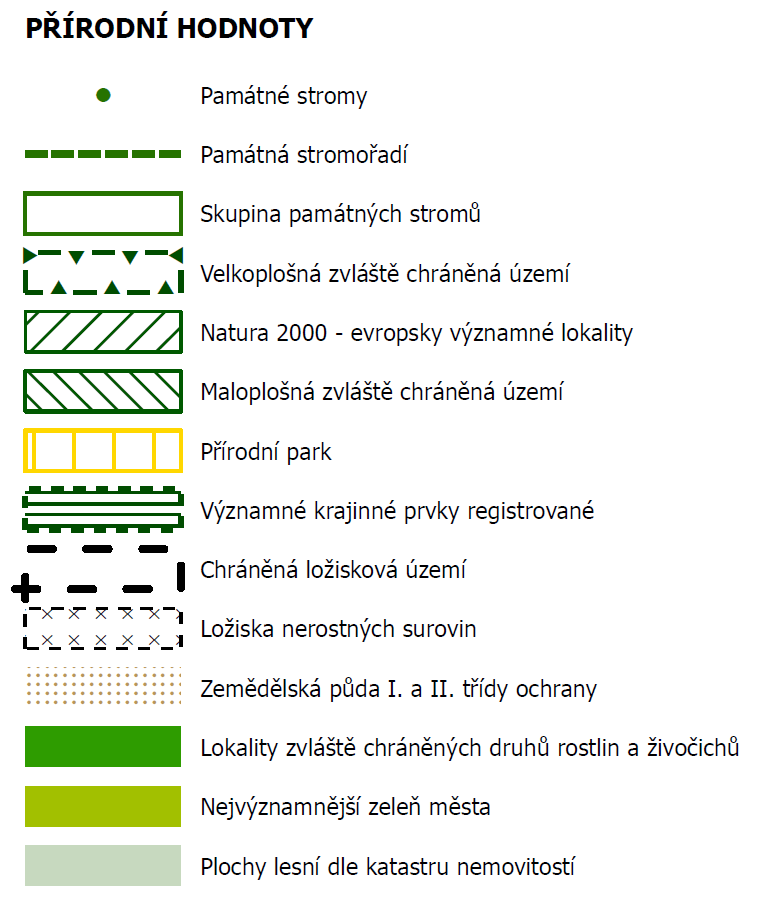 PŘÍRODNÍ HODNOTY
Památné stromy
Památná stromořadí
Skupina památných stromů
Velkoplošná zvláště chráněná území
Natura 2000 - evropsky významné lokality
Maloplošná zvláště chráněná území
Přírodní park
Významné krajinné prvky registrované
Chráněná ložisková území
Ložiska nerostných surovin
Zemědělská půda I. a II. třídy ochrany
Lokality zvláště chráněných druhů rostlin a živočichů
Nejvýznamnější zeleň města
Plochy lesní dle katastru nemovitostí